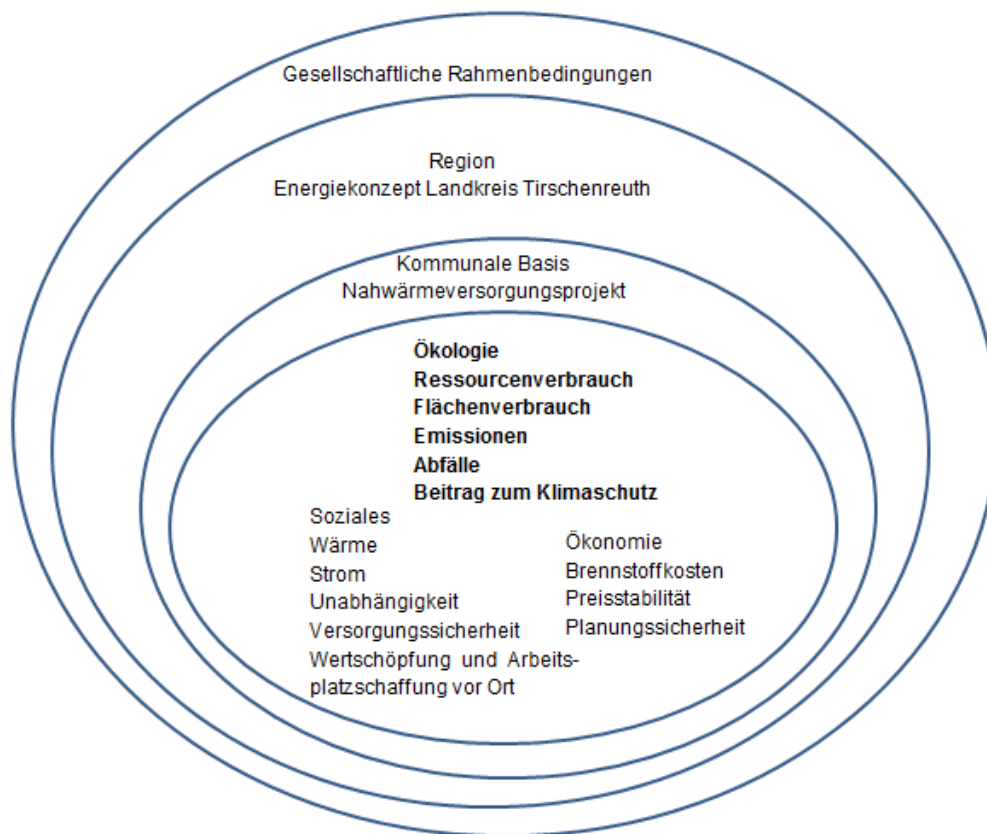 Gesellschaftliche Rahmenbedingungen
Region
Energiekonzept Landkreis Tirschenreuth
Kommunale Basis
Nahwärmeversorgungsprojekt
Ökologie
Ressourcenverbrauch
Flächenverbrauch
Emissionen
Abfälle
Beitrag zum Klimaschutz
Soziales
Wärme
Strom
Unabhängigkeit
Versorgungssicherheit
Wertschöpfung und Arbeits-
platzschaffung vor Ort
Ökonomie
Brennstoffkosten
Preisstabilität
Planungssicherheit